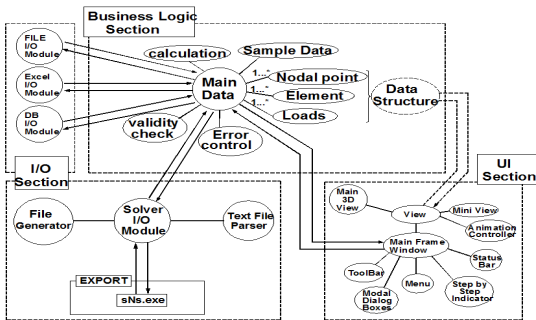 Business Logic
Section
FILE
I/O
Module
calculation
Sample Data
Excel
I/O
Module
Main
Data
1..*
Nodal point
1..*
Element
1..*
Loads
Data
Structure
DB
I/O
Module
validity
check
Error
control
I/O
Section
UI
Section
File
Generator
Solver
I/O
Module
Text File
Parser
Main
3D
View
View
Mini View
Animation
Controller
Main Frame
Window
Status
Bar
ToolBar
Modal
Dialog
Boxes
Menu
Step by
Step
Indicator
EXPORT
sNs.exe